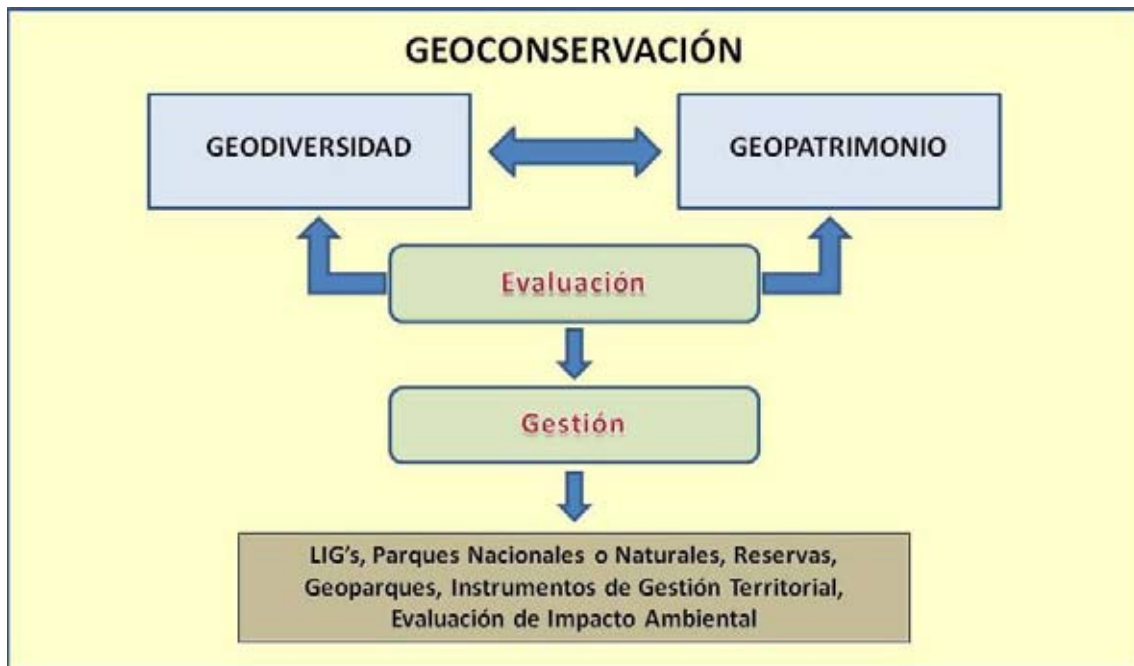 GEOCONSERVACIÓN
GEODIVERSIDAD
GEOPATRIMONIO
Evaluación
Gestión
LIG's, Parques Nacionales o Naturales, Reservas,
Geoparques, Instrumentos de Gestión Territorial,
Evaluación de Impacto Ambiental